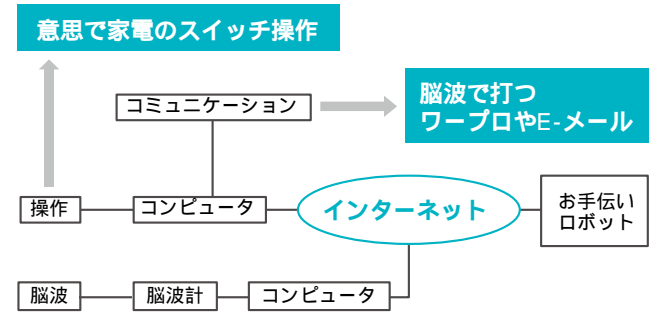 意思で家電のスイッチ操作
コミュニケーション
脳波で打つ
ワープロやE-メール
操作
コンピュータ
インターネット
お手伝い
ロボット
脳波
脳波計
コンピュータ